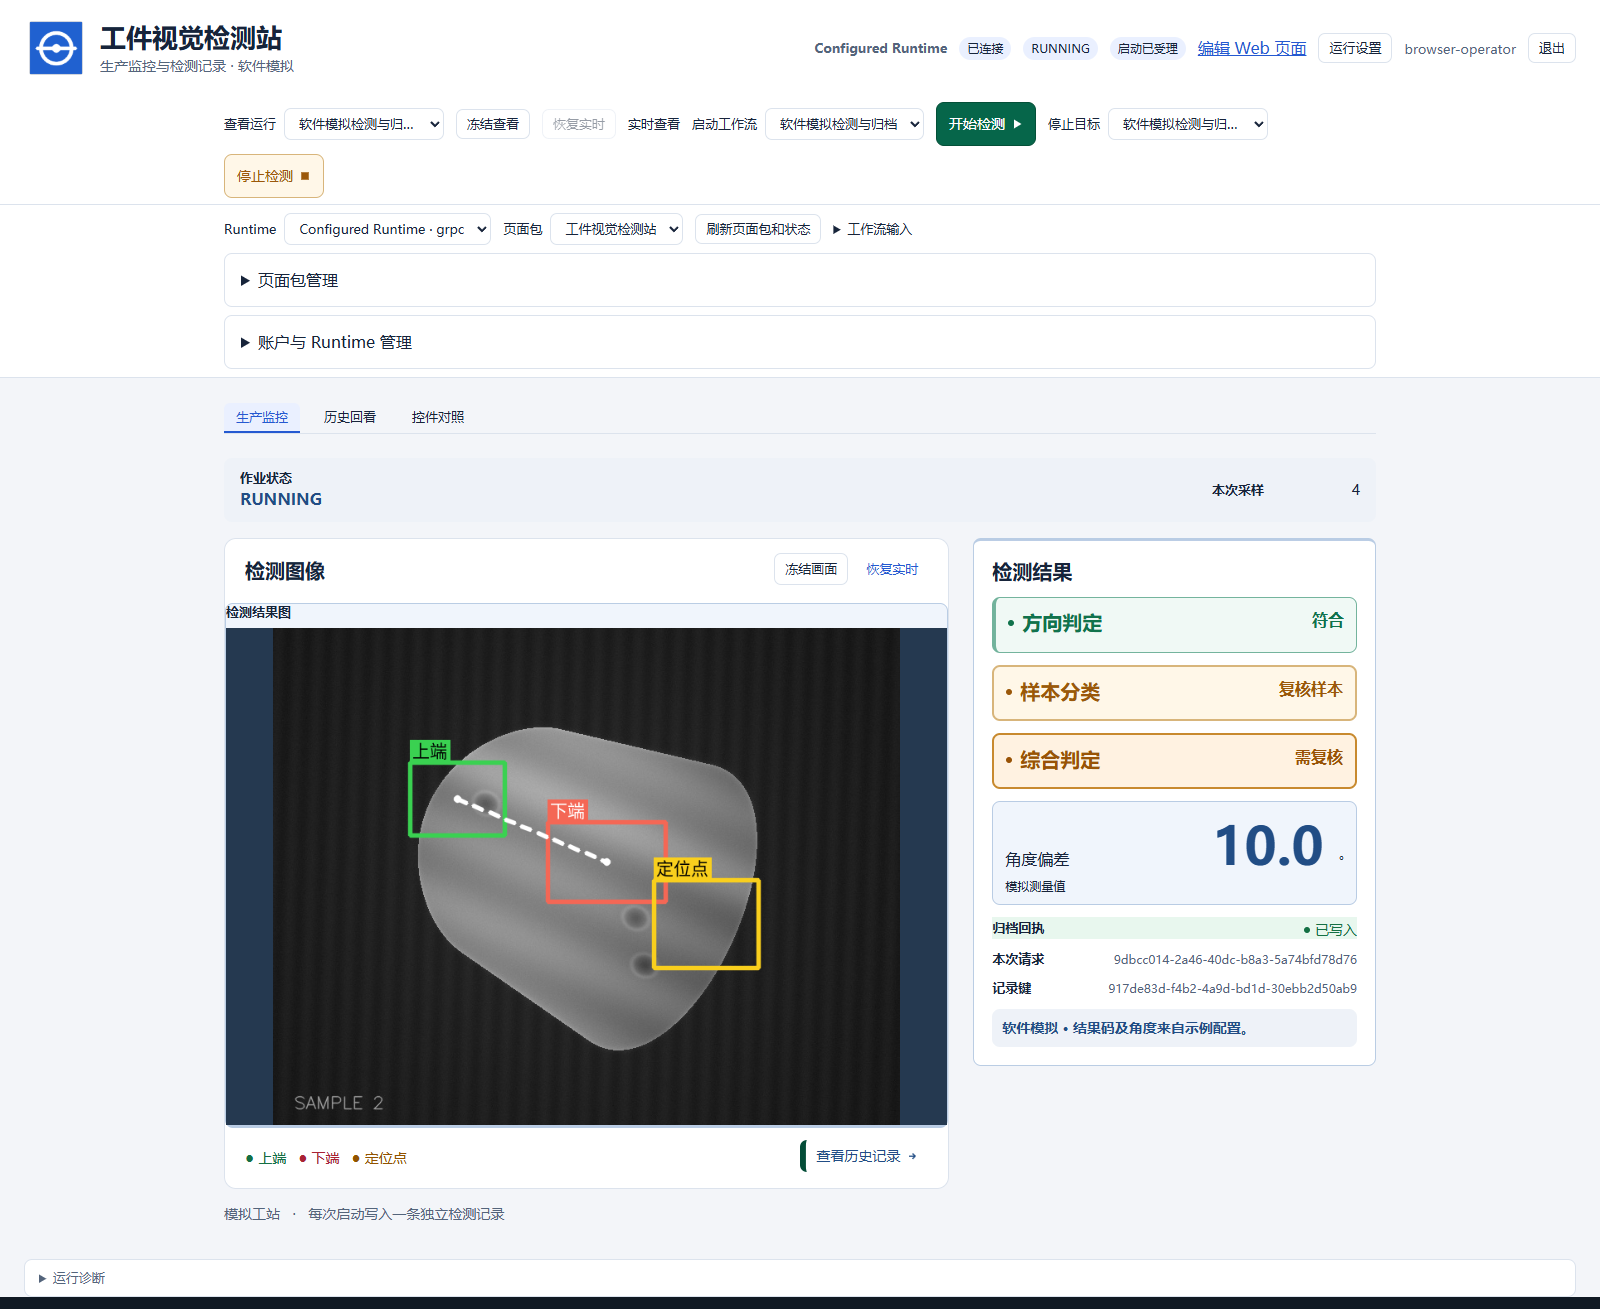 工件视觉检测站
生产监控与检测记录 · 软件模拟
Configured Runtime 已连接 RUNNING 启动已受理 编辑 Web 页面 运行设置 browser-operator 退出
查看运行 软件模拟检测与归... 冻结查看 恢复实时 实时查看 启动工作流 软件模拟检测与归档 开始检测 ▶ 停止目标 软件模拟检测与归...
停止检测 ■
Runtime Configured Runtime · grpc 页面包 工件视觉检测站 刷新页面包和状态 ▶ 工作流输入
▶ 页面包管理
▶ 账户与 Runtime 管理
生产监控 历史回看 控件对照
作业状态
RUNNING
本次采样 4
检测图像 冻结画面 恢复实时
检测结果图
上端
下端
定位点
SAMPLE 2
● 上端 ● 下端 ● 定位点 查看历史记录 →
检测结果
• 方向判定 符合
• 样本分类 复核样本
• 综合判定 需复核
角度偏差 10.0 °
模拟测量值
归档回执 ● 已写入
本次请求 9dbcc014-2a46-40dc-b8a3-5a74bfd78d76
记录键 917de83d-f4b2-4a9d-bd1d-30ebb2d50ab9
软件模拟 • 结果码及角度来自示例配置。
模拟工站 · 每次启动写入一条独立检测记录
▶ 运行诊断